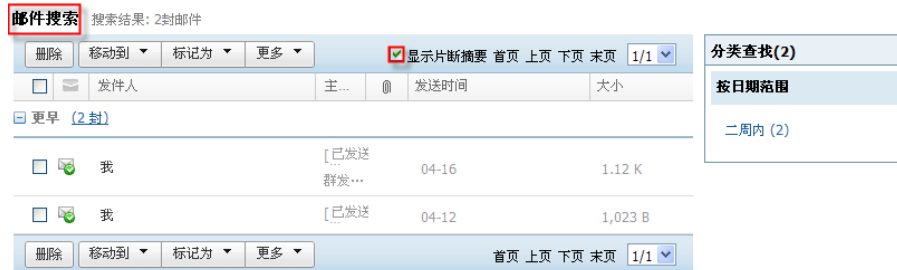 邮件搜索 搜索结果: 2封邮件
删除 移动到 标记为 更多 显示片断摘要 首页 上页 下页 末页 1/1
发件人 主... 发送时间 大小
更早 (2 封)
我 [已发送 04-16 1.12 K
群发...
我 [已发送 04-12 1,023 B
删除 移动到 标记为 更多 首页 上页 下页 末页 1/1
分类查找(2)
按日期范围
二周内 (2)